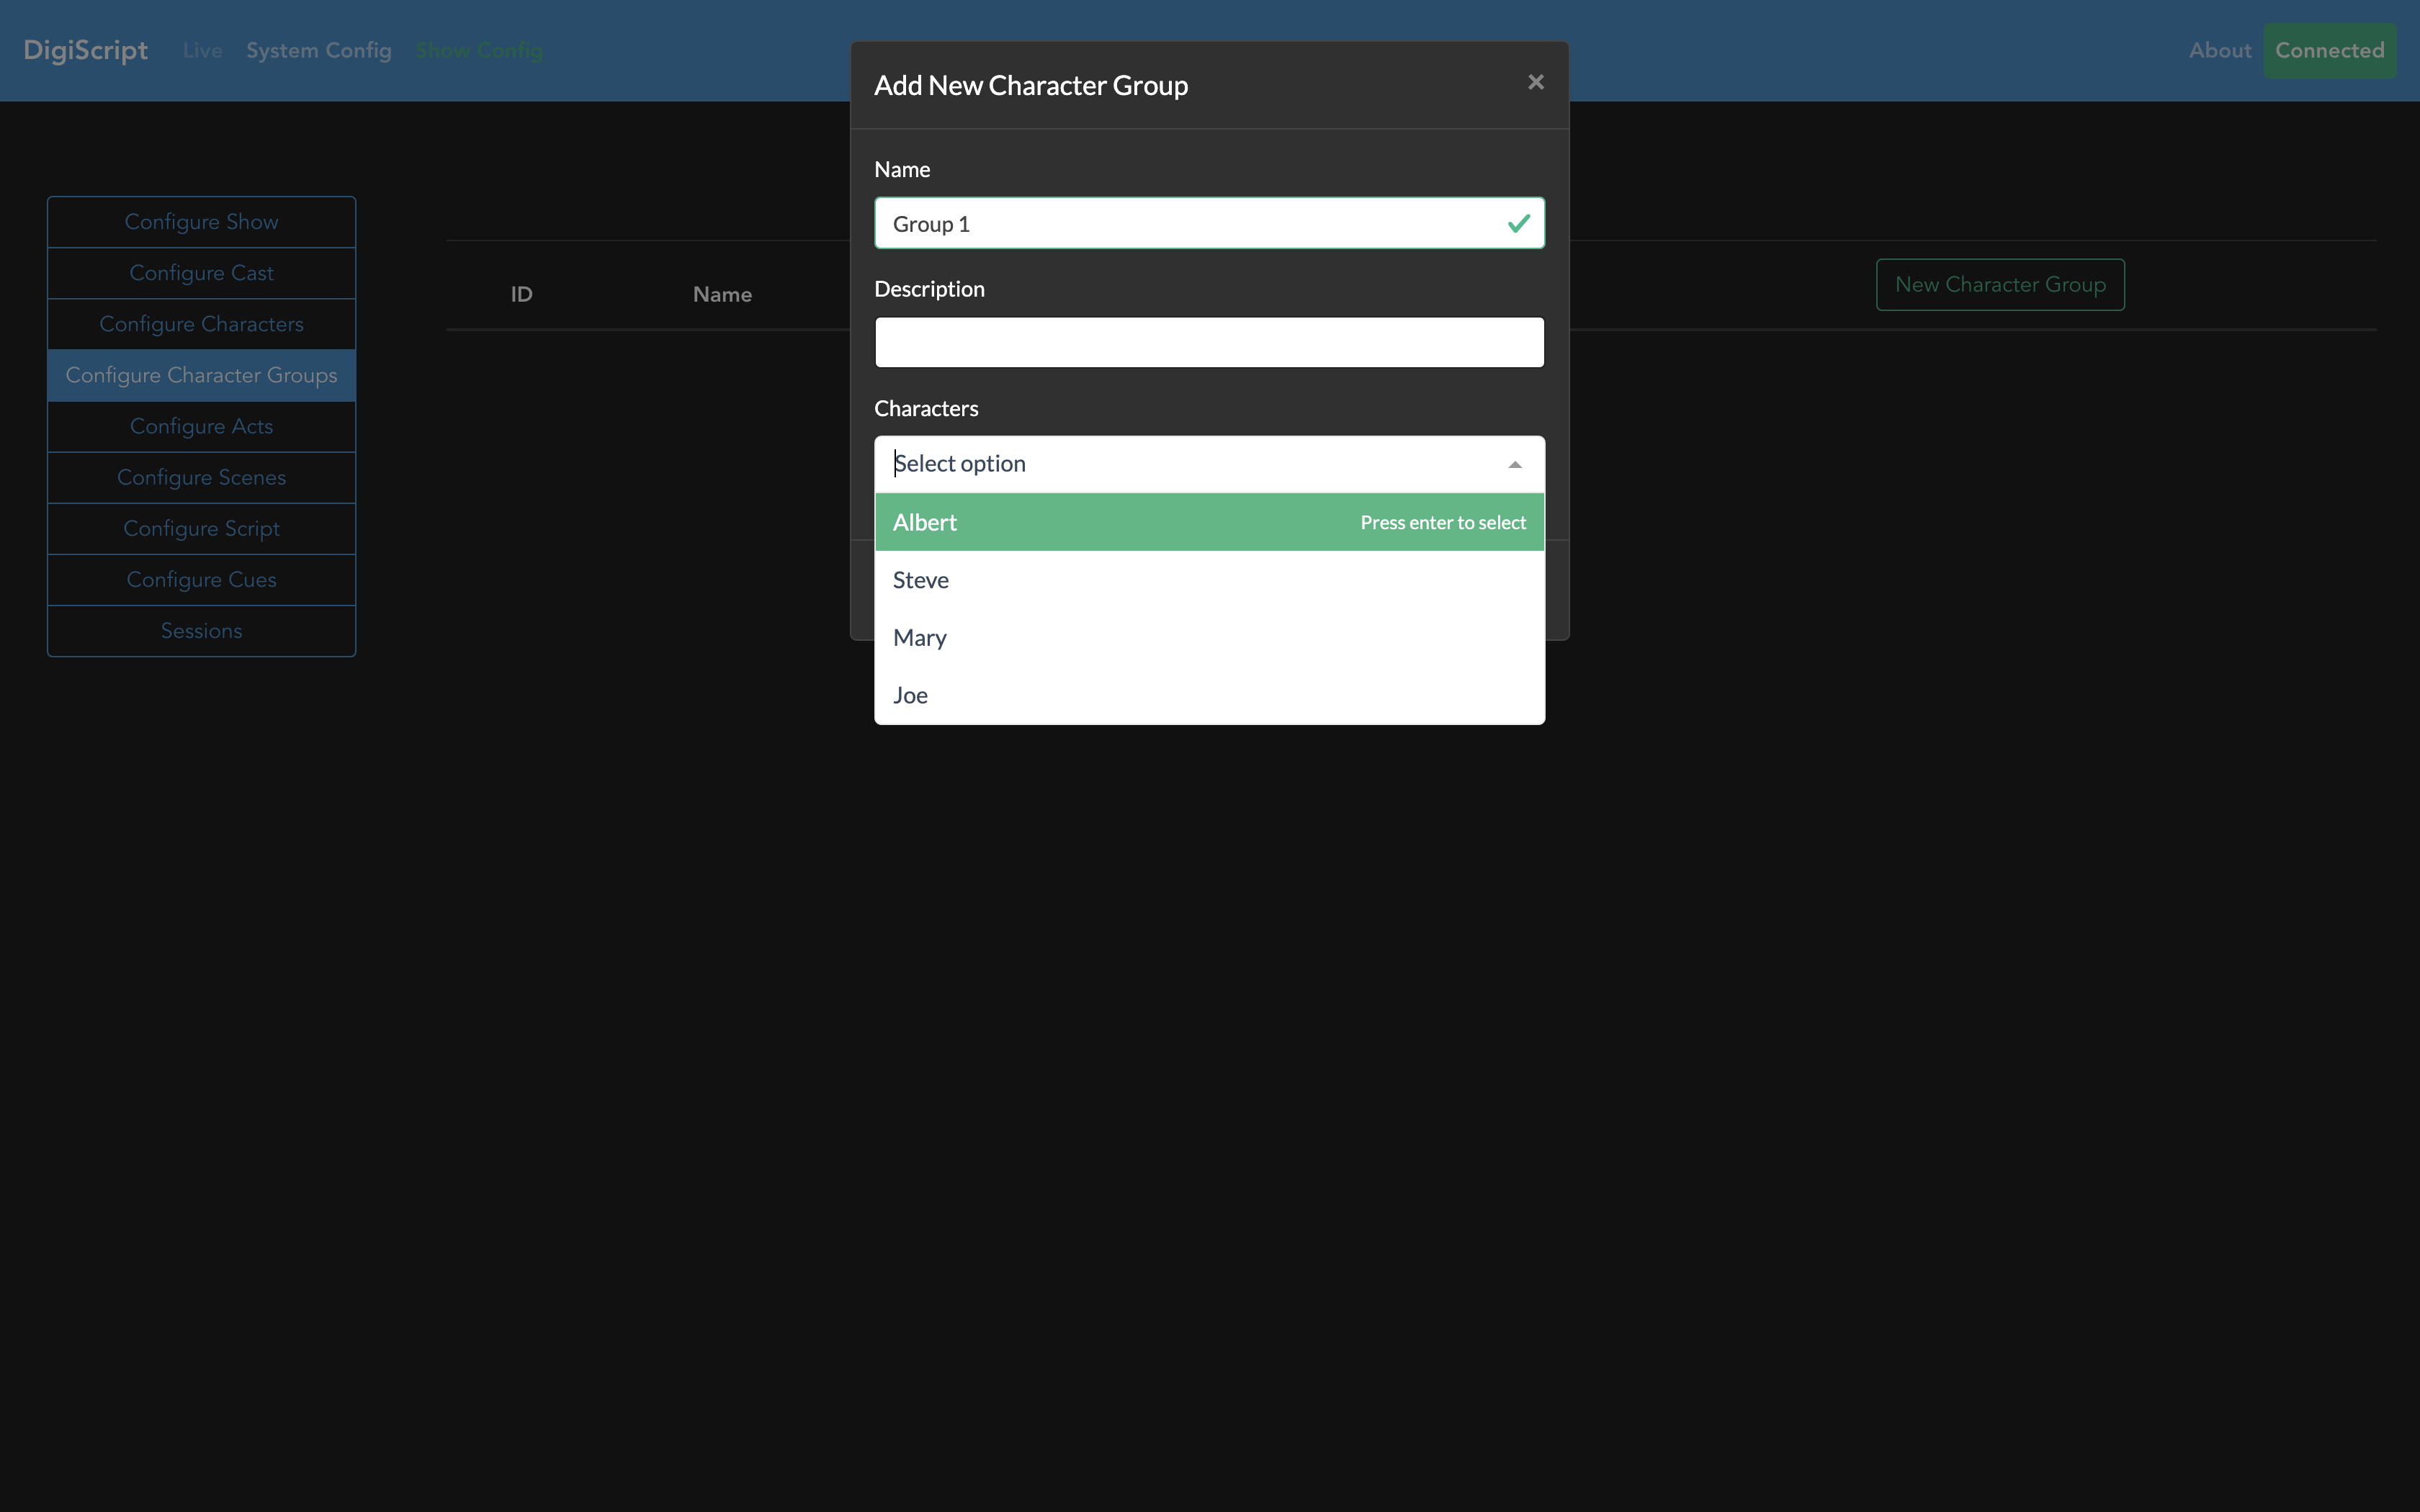 DigiScript Live System Config Show Config About Connected
Add New Character Group ×
Name
Group 1
Description
Characters
Select option
Albert Press enter to select
Steve
Mary
Joe
Configure Show
Configure Cast
Configure Characters
Configure Character Groups
Configure Acts
Configure Scenes
Configure Script
Configure Cues
Sessions
ID Name New Character Group